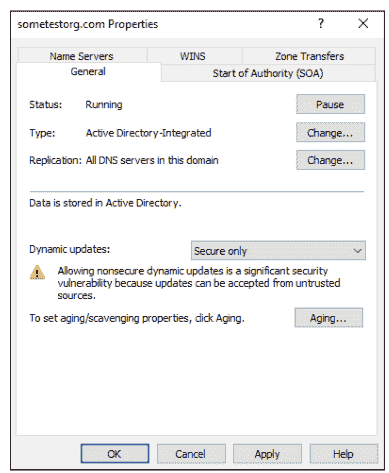 sometestorg.com Properties ? ×
Name Servers WINS Zone Transfers
General Start of Authority (SOA)
Status: Running Pause
Type: Active Directory-Integrated Change...
Replication: All DNS servers in this domain Change...
Data is stored in Active Directory.
Dynamic updates: Secure only
Allowing nonsecure dynamic updates is a significant security
vulnerability because updates can be accepted from untrusted
sources.
To set aging/scavenging properties, click Aging. Aging...
OK Cancel Apply Help